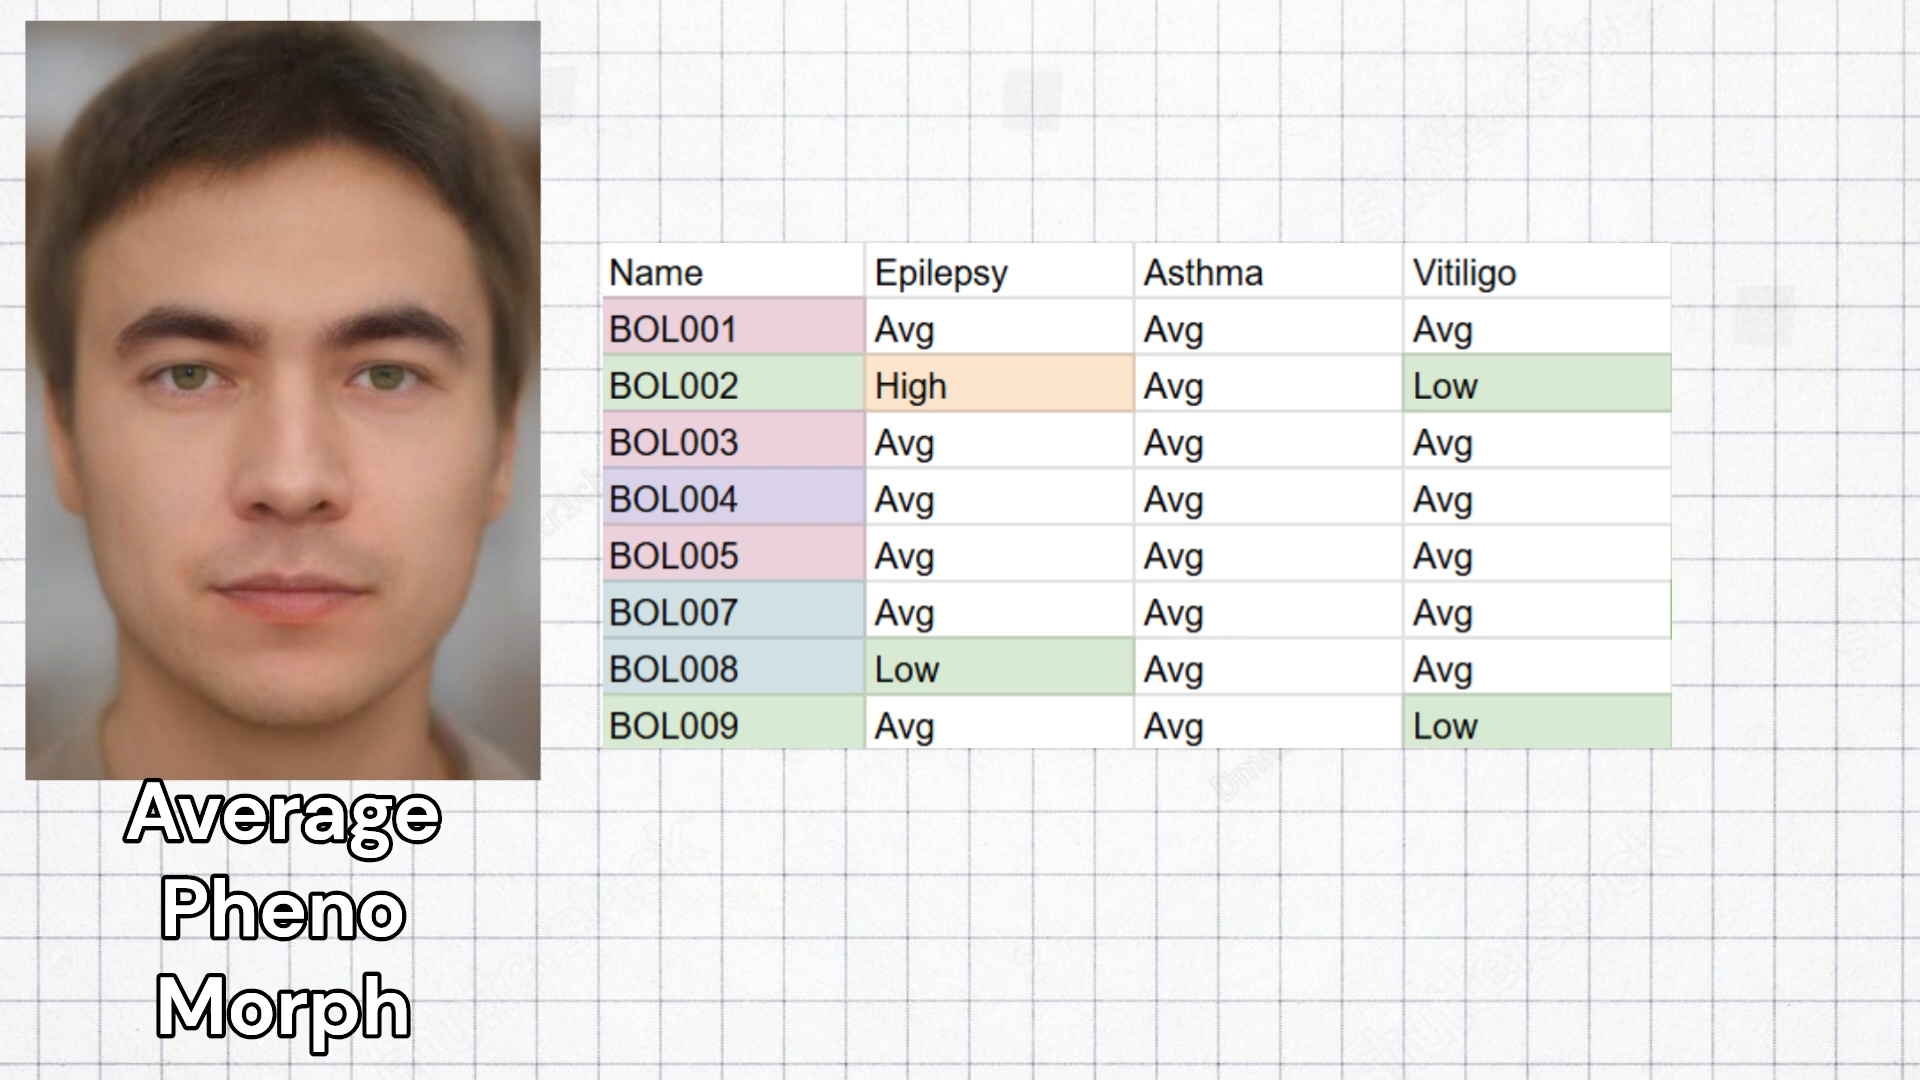 Name Epilepsy Asthma Vitiligo
BOL001 Avg Avg Avg
BOL002 High Avg Low
BOL003 Avg Avg Avg
BOL004 Avg Avg Avg
BOL005 Avg Avg Avg
BOL007 Avg Avg Avg
BOL008 Low Avg Avg
BOL009 Avg Avg Low
Average
Pheno
Morph